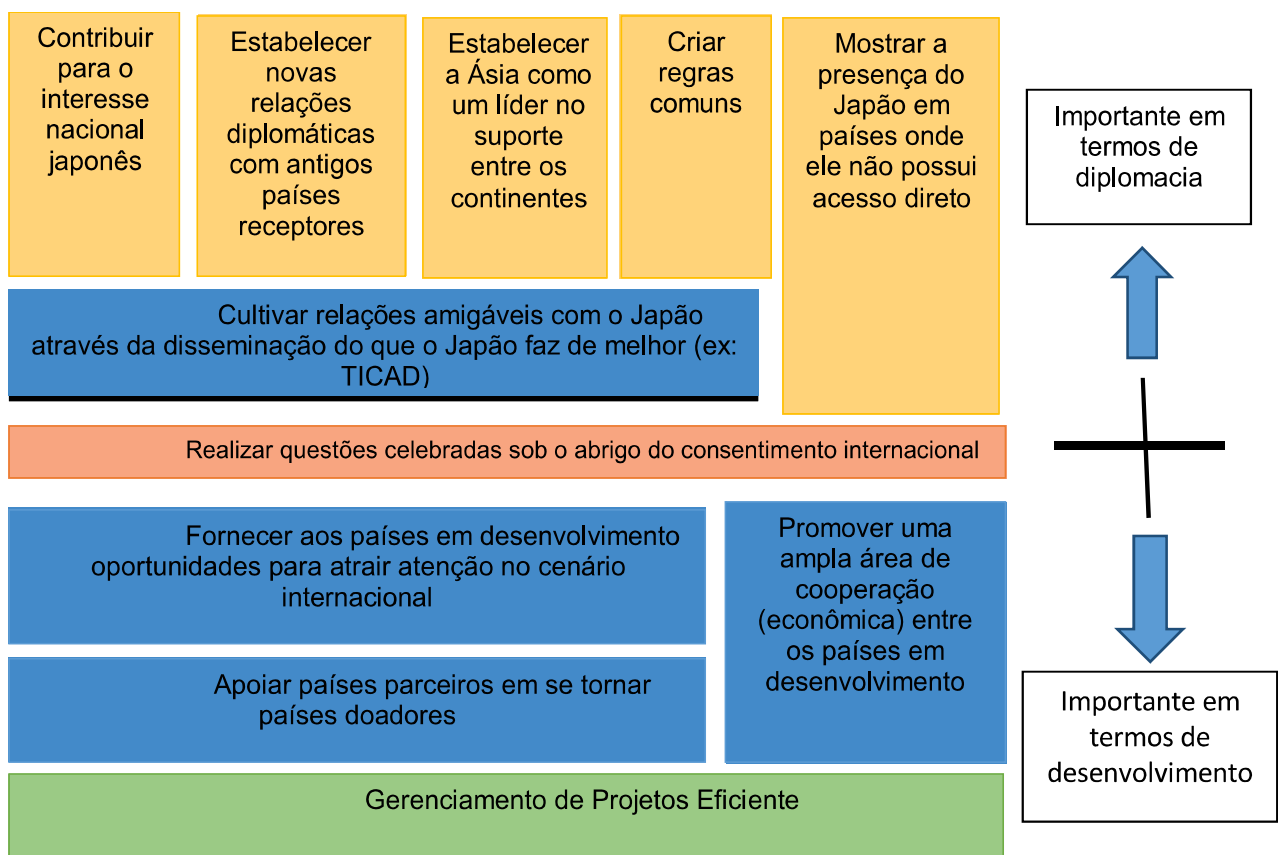 Contribuir
para o
interesse
nacional
japonês
Estabelecer
novas
relações
diplomáticas
com antigos
países
receptores
Estabelecer
a Ásia como
um líder no
suporte
entre os
continentes
Criar
regras
comuns
Mostrar a
presença do
Japão em
países onde
ele não possui
acesso direto
Importante em
termos de
diplomacia
Cultivar relações amigáveis com o Japão
através da disseminação do que o Japão faz de melhor (ex:
TICAD)
Realizar questões celebradas sob o abrigo do consentimento internacional
Fornecer aos países em desenvolvimento
oportunidades para atrair atenção no cenário
internacional
Promover uma
ampla área de
cooperação
(econômica) entre
os países em
desenvolvimento
Apoiar países parceiros em se tornar
países doadores
Importante em
termos de
desenvolvimento
Gerenciamento de Projetos Eficiente